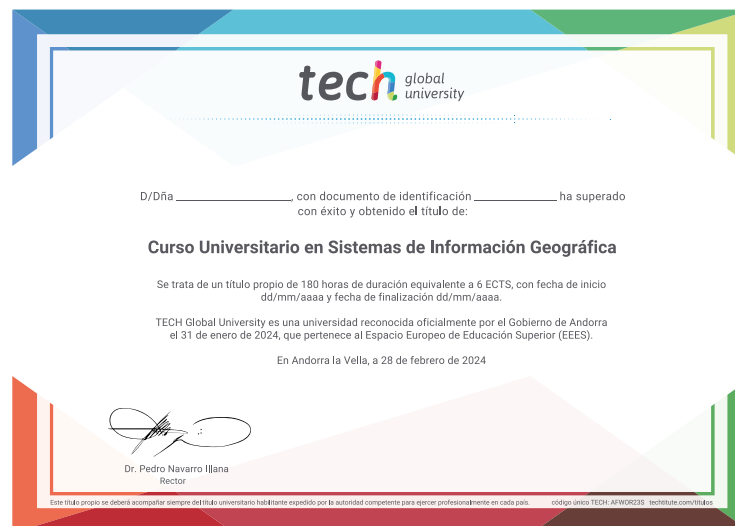 tech global university
D/Dña ____________________, con documento de identificación ______________ ha superado
con éxito y obtenido el título de:
Curso Universitario en Sistemas de Información Geográfica
Se trata de un título propio de 180 horas de duración equivalente a 6 ECTS, con fecha de inicio
dd/mm/aaaa y fecha de finalización dd/mm/aaaa.
TECH Global University es una universidad reconocida oficialmente por el Gobierno de Andorra
el 31 de enero de 2024, que pertenece al Espacio Europeo de Educación Superior (EEES).
En Andorra la Vella, a 28 de febrero de 2024
Dr. Pedro Navarro Illana
Rector
Este título propio se deberá acompañar siempre del título universitario habilitante expedido por la autoridad competente para ejercer profesionalmente en cada país. código único TECH: AFWOR23S techtitute.com/titulos